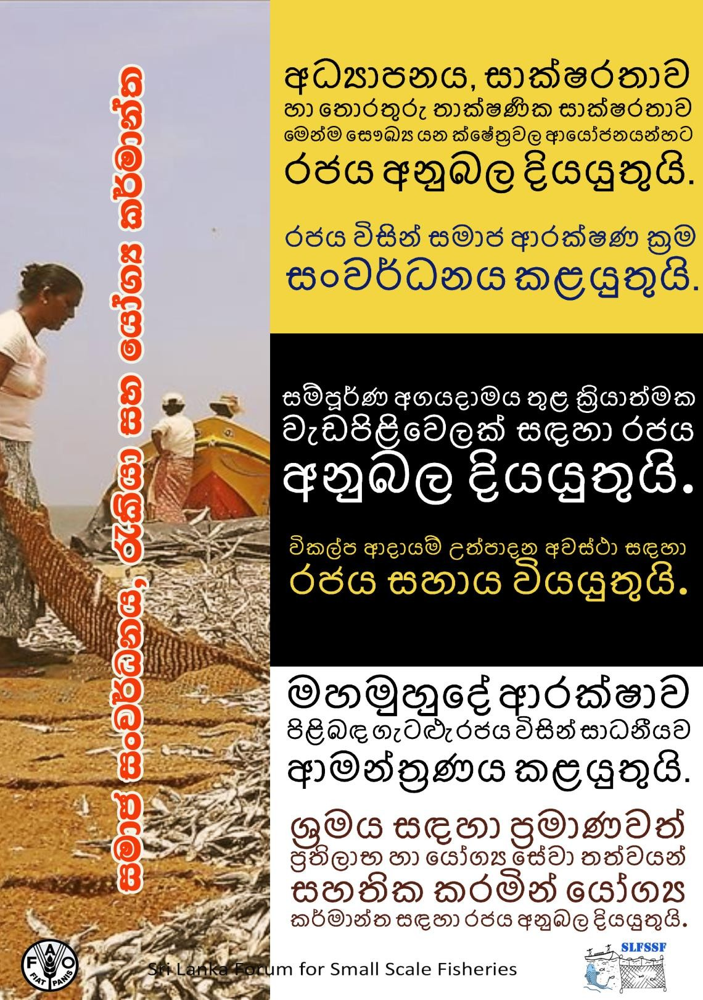 සමාජ සංවර්ධනය, රැකියා සහ යෝග්‍ය කර්මාන්ත
අධ්‍යාපනය, සාක්ෂරතාව
හා තොරතුරු තාක්ෂණික සාක්ෂරතාව
මෙන්ම සෞඛ්‍ය යන ක්ෂේත්‍රවල ආයෝජනයන්හට
රජය අනුබල දියයුතුයි.
රජය විසින් සමාජ ආරක්ෂණ ක්‍රම
සංවර්ධනය කළයුතුයි.
සම්පූර්ණ අගයදාමය තුළ ක්‍රියාත්මක
වැඩපිළිවෙලක් සඳහා රජය
අනුබල දියයුතුයි.
විකල්ප ආදායම් උත්පාදන අවස්ථා සඳහා
රජය සහාය වියයුතුයි.
මහමුහුදේ ආරක්ෂාව
පිළිබඳ ගැටළු රජය විසින් සාධනීයව
ආමන්ත්‍රණය කළයුතුයි.
ශ්‍රමය සඳහා ප්‍රමාණවත්
ප්‍රතිලාභ හා යෝග්‍ය සේවා තත්වයන්
සහතික කරමින් යෝග්‍ය
කර්මාන්ත සඳහා රජය අනුබල දියයුතුයි.
FAO
FIAT PANIS
Sri Lanka Forum for Small Scale Fisheries
SLFSSF